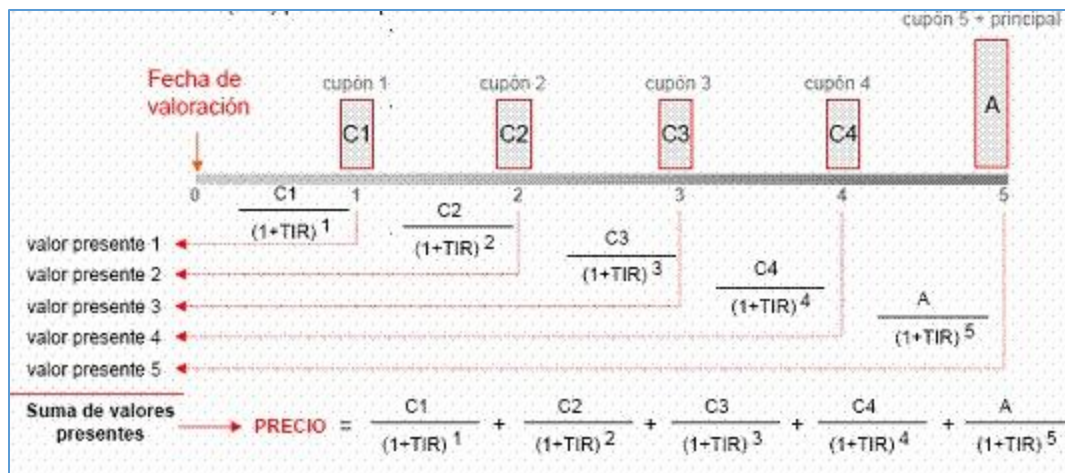 cupón 5 + principal
Fecha de
valoración
cupón 1 cupón 2 cupón 3 cupón 4
C1 C2 C3 C4 A
0 1 2 3 4 5
C1
(1+TIR) 1
C2
(1+TIR) 2
C3
(1+TIR) 3
C4
(1+TIR) 4
A
(1+TIR) 5
valor presente 1
valor presente 2
valor presente 3
valor presente 4
valor presente 5
Suma de valores
presentes
PRECIO = C1 + C2 + C3 + C4 + A
(1+TIR) 1 (1+TIR) 2 (1+TIR) 3 (1+TIR) 4 (1+TIR) 5